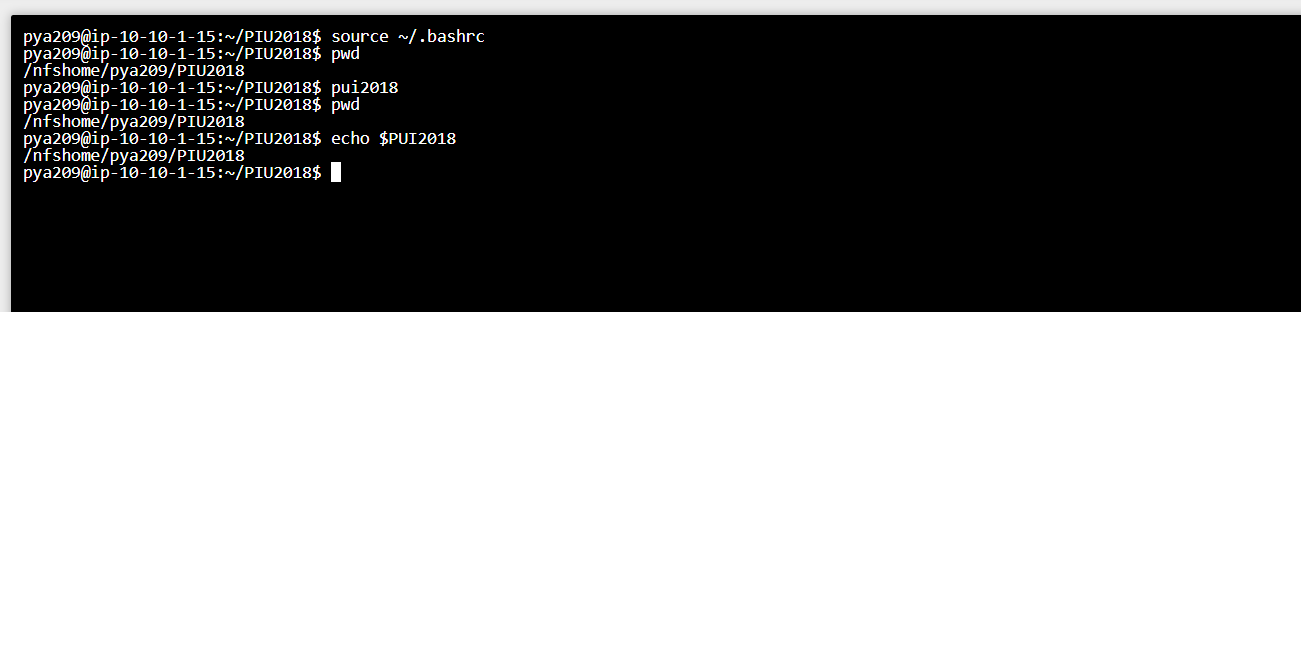 pya209@ip-10-10-1-15:~/PIU2018$ source ~/.bashrc
pya209@ip-10-10-1-15:~/PIU2018$ pwd
/nfshome/pya209/PIU2018
pya209@ip-10-10-1-15:~/PIU2018$ pui2018
pya209@ip-10-10-1-15:~/PIU2018$ pwd
/nfshome/pya209/PIU2018
pya209@ip-10-10-1-15:~/PIU2018$ echo $PUI2018
/nfshome/pya209/PIU2018
pya209@ip-10-10-1-15:~/PIU2018$